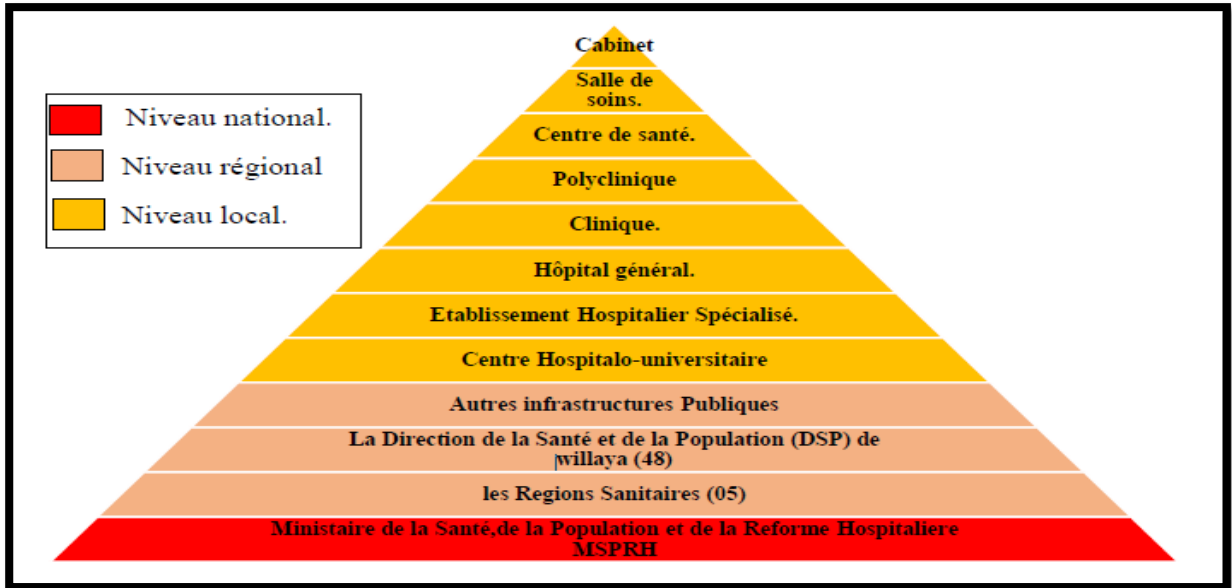 Cabinet
Salle de
soins.
Centre de santé.
Polyclinique
Clinique.
Hôpital général.
Etablissement Hospitalier Spécialisé.
Centre Hospitalo-universitaire
Autres infrastructures Publiques
La Direction de la Santé et de la Population (DSP) de
willaya (48)
les Regions Sanitaires (05)
Ministaire de la Santé,de la Population et de la Reforme Hospitaliere
MSPRH
Niveau national.
Niveau régional
Niveau local.